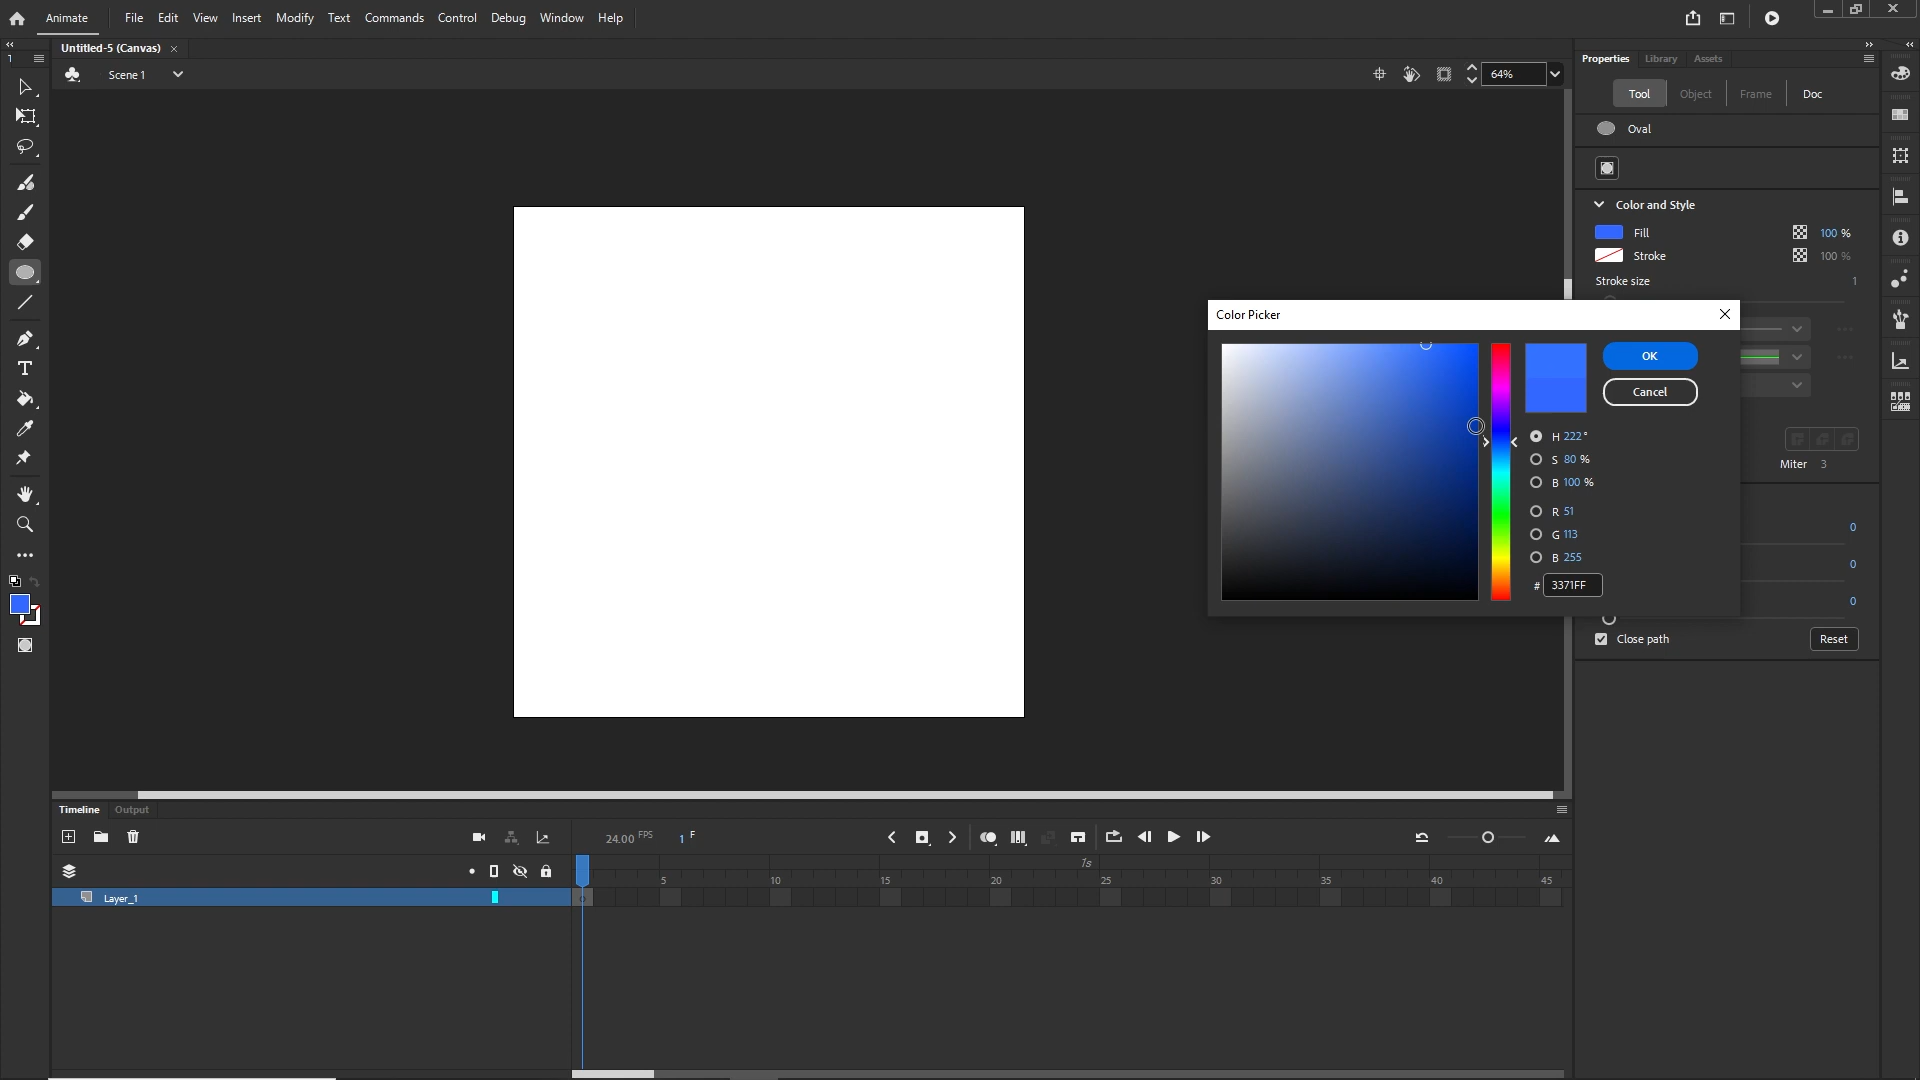 Animate File Edit View Insert Modify Text Commands Control Debug Window Help
Untitled-5 (Canvas)
Scene 1
64%
Properties Library Assets
Tool Object Frame Doc
Oval
Color and Style
Fill 100 %
Stroke 100 %
Stroke size 1
Color Picker
OK
Cancel
H 222 °
S 80 %
B 100 %
R 51
G 113
B 255
# 3371FF
Miter 3
0
0
0
Close path Reset
Timeline Output
24.00 FPS 1 F
1s
5 10 15 20 25 30 35 40 45
Layer_1